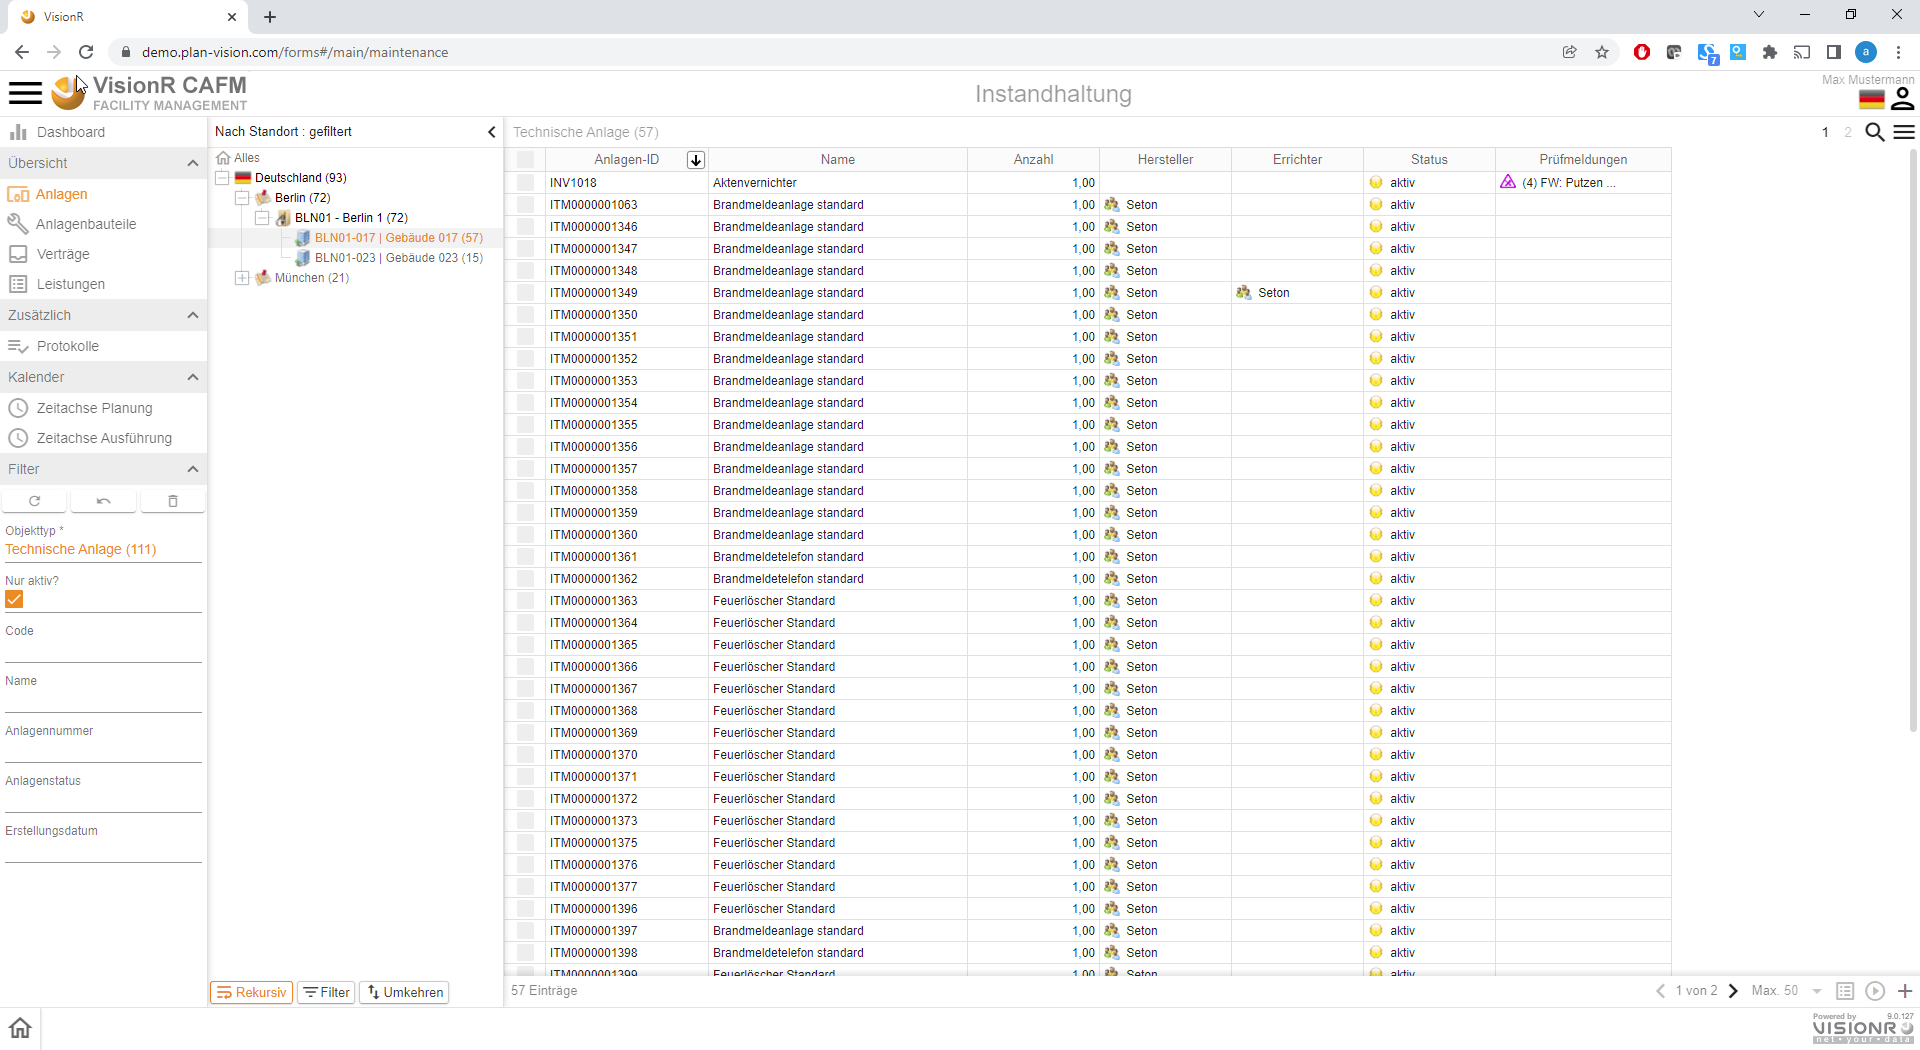 VisionR
demo.plan-vision.com/forms#/main/maintenance
7
a
VisionR CAFM
FACILITY MANAGEMENT
Instandhaltung
Max Mustermann
Dashboard
Übersicht
Anlagen
Anlagenbauteile
Verträge
Leistungen
Zusätzlich
Protokolle
Kalender
Zeitachse Planung
Zeitachse Ausführung
Filter
Objekttyp *
Technische Anlage (111)
Nur aktiv?
Code
Name
Anlagennummer
Anlagenstatus
Erstellungsdatum
Nach Standort : gefiltert
Alles
Deutschland (93)
Berlin (72)
BLN01 - Berlin 1 (72)
BLN01-017 | Gebäude 017 (57)
BLN01-023 | Gebäude 023 (15)
München (21)
Rekursiv Filter Umkehren
Technische Anlage (57) 1 2
Anlagen-ID Name Anzahl Hersteller Errichter Status Prüfmeldungen
INV1018 Aktenvernichter 1,00 aktiv (4) FW: Putzen ...
ITM0000001063 Brandmeldeanlage standard 1,00 Seton aktiv
ITM0000001346 Brandmeldeanlage standard 1,00 Seton aktiv
ITM0000001347 Brandmeldeanlage standard 1,00 Seton aktiv
ITM0000001348 Brandmeldeanlage standard 1,00 Seton aktiv
ITM0000001349 Brandmeldeanlage standard 1,00 Seton Seton aktiv
ITM0000001350 Brandmeldeanlage standard 1,00 Seton aktiv
ITM0000001351 Brandmeldeanlage standard 1,00 Seton aktiv
ITM0000001352 Brandmeldeanlage standard 1,00 Seton aktiv
ITM0000001353 Brandmeldeanlage standard 1,00 Seton aktiv
ITM0000001354 Brandmeldeanlage standard 1,00 Seton aktiv
ITM0000001355 Brandmeldeanlage standard 1,00 Seton aktiv
ITM0000001356 Brandmeldeanlage standard 1,00 Seton aktiv
ITM0000001357 Brandmeldeanlage standard 1,00 Seton aktiv
ITM0000001358 Brandmeldeanlage standard 1,00 Seton aktiv
ITM0000001359 Brandmeldeanlage standard 1,00 Seton aktiv
ITM0000001360 Brandmeldeanlage standard 1,00 Seton aktiv
ITM0000001361 Brandmeldetelefon standard 1,00 Seton aktiv
ITM0000001362 Brandmeldetelefon standard 1,00 Seton aktiv
ITM0000001363 Feuerlöscher Standard 1,00 Seton aktiv
ITM0000001364 Feuerlöscher Standard 1,00 Seton aktiv
ITM0000001365 Feuerlöscher Standard 1,00 Seton aktiv
ITM0000001366 Feuerlöscher Standard 1,00 Seton aktiv
ITM0000001367 Feuerlöscher Standard 1,00 Seton aktiv
ITM0000001368 Feuerlöscher Standard 1,00 Seton aktiv
ITM0000001369 Feuerlöscher Standard 1,00 Seton aktiv
ITM0000001370 Feuerlöscher Standard 1,00 Seton aktiv
ITM0000001371 Feuerlöscher Standard 1,00 Seton aktiv
ITM0000001372 Feuerlöscher Standard 1,00 Seton aktiv
ITM0000001373 Feuerlöscher Standard 1,00 Seton aktiv
ITM0000001375 Feuerlöscher Standard 1,00 Seton aktiv
ITM0000001376 Feuerlöscher Standard 1,00 Seton aktiv
ITM0000001377 Feuerlöscher Standard 1,00 Seton aktiv
ITM0000001396 Feuerlöscher Standard 1,00 Seton aktiv
ITM0000001397 Brandmeldeanlage standard 1,00 Seton aktiv
ITM0000001398 Brandmeldetelefon standard 1,00 Seton aktiv
ITM0000001399 Feuerlöscher Standard 1,00 Seton aktiv
57 Einträge 1 von 2 Max. 50
Powered by 9.0.127
VISIONR
net • your • data